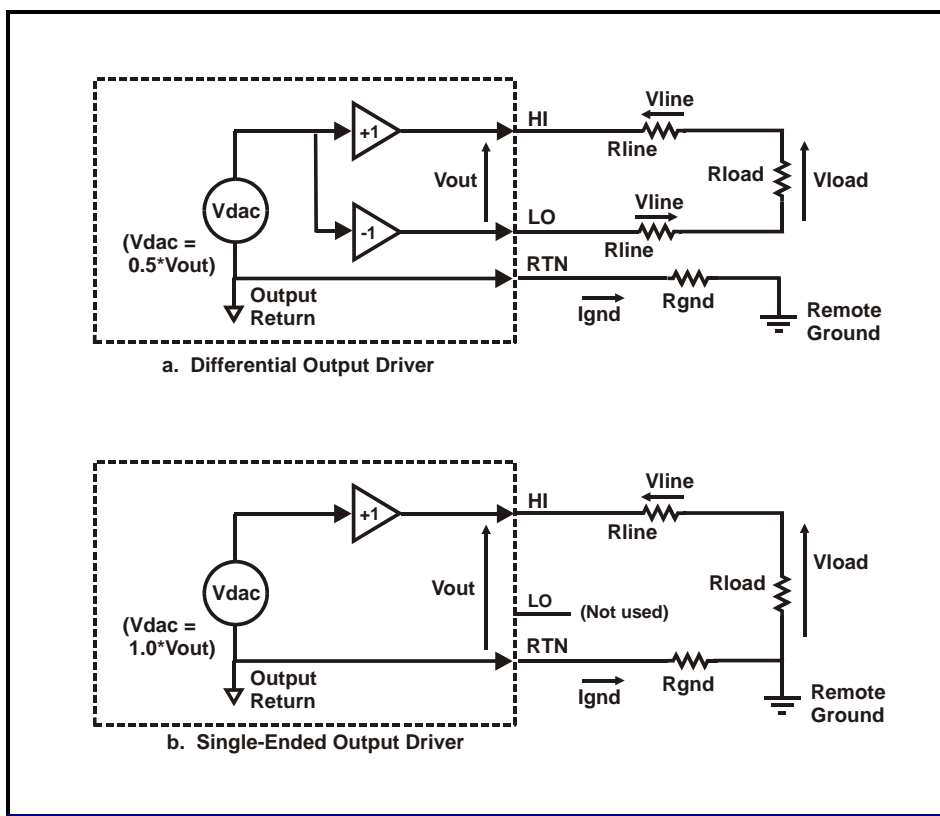 Vline
HI
+1
Rline
Vout
Rload
Vload
Vdac
Vline
LO
-1
(Vdac =
0.5*Vout)
Rline
RTN
Output
Return
Ignd
Rgnd
Remote
Ground
a. Differential Output Driver
Vline
HI
+1
Rline
Vload
Vdac
Vout
Rload
LO
(Not used)
(Vdac =
1.0*Vout)
RTN
Output
Return
Ignd
Rgnd
Remote
Ground
b. Single-Ended Output Driver